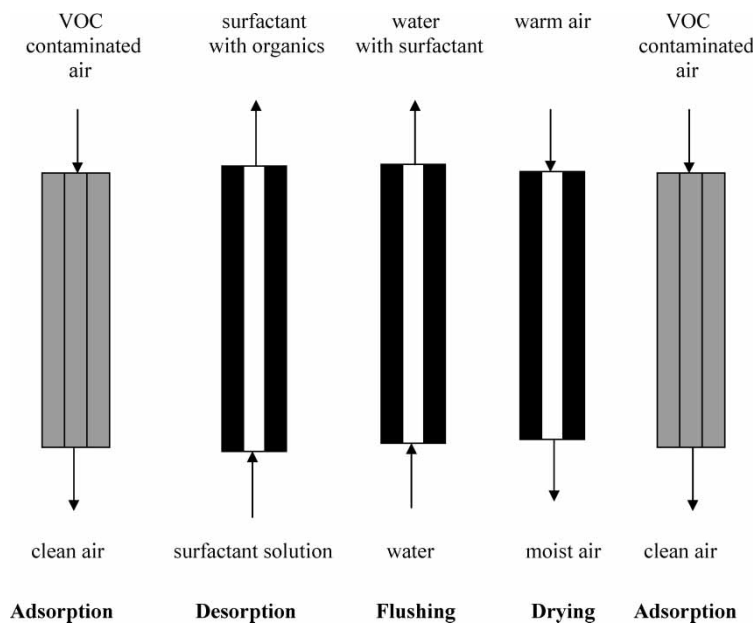 VOC
contaminated
air
surfactant
with organics
water
with surfactant
warm air
VOC
contaminated
air
clean air
surfactant solution
water
moist air
clean air
Adsorption
Desorption
Flushing
Drying
Adsorption